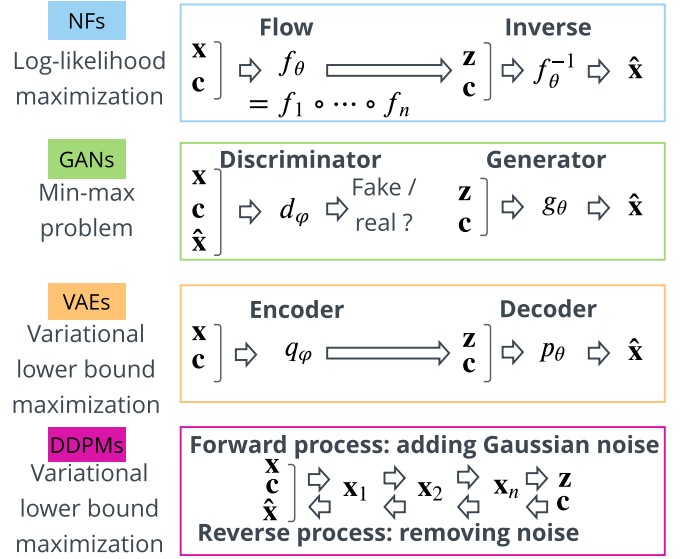 NFs
Log-likelihood
maximization
Flow
Inverse
x
c
fθ
z
c
fθ⁻¹
x̂
= f1 ∘ ⋯ ∘ fn
GANs
Min-max
problem
Discriminator
Generator
x
c
x̂
dφ
Fake /
real ?
z
c
gθ
x̂
VAEs
Variational
lower bound
maximization
Encoder
Decoder
x
c
qφ
z
c
pθ
x̂
DDPMs
Variational
lower bound
maximization
Forward process: adding Gaussian noise
x
c
x̂
x1
x2
xn
z
c
Reverse process: removing noise